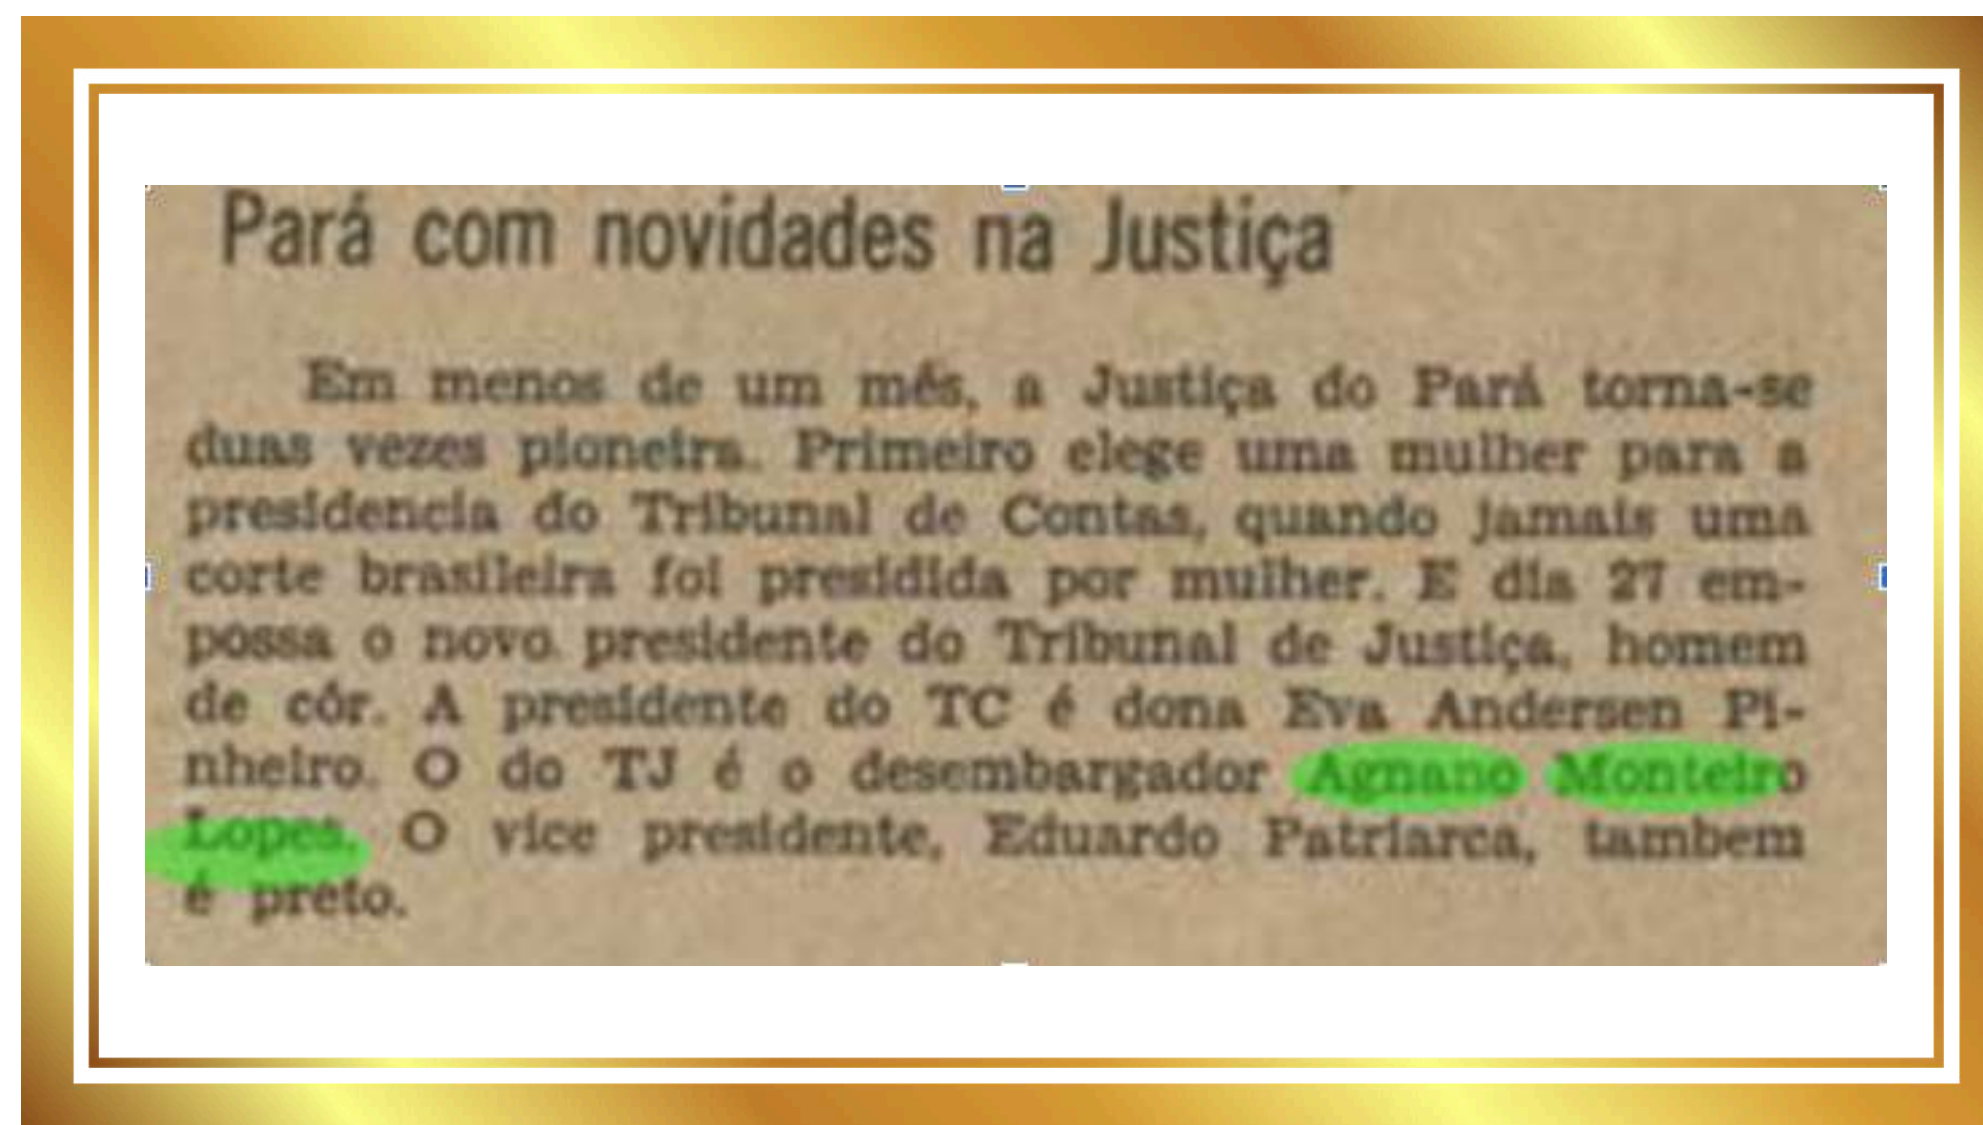 Pará com novidades na Justiça
Em menos de um mês, a Justiça do Pará torna-se
duas vezes pioneira. Primeiro elege uma mulher para a
presidencia do Tribunal de Contas, quando jamais uma
corte brasileira foi presidida por mulher. E dia 27 em-
possa o novo presidente do Tribunal de Justiça, homem
de côr. A presidente do TC é dona Eva Andersen Pi-
nheiro. O do TJ é o desembargador Agnano Monteiro
Lopes. O vice presidente, Eduardo Patriarca, tambem
é preto.